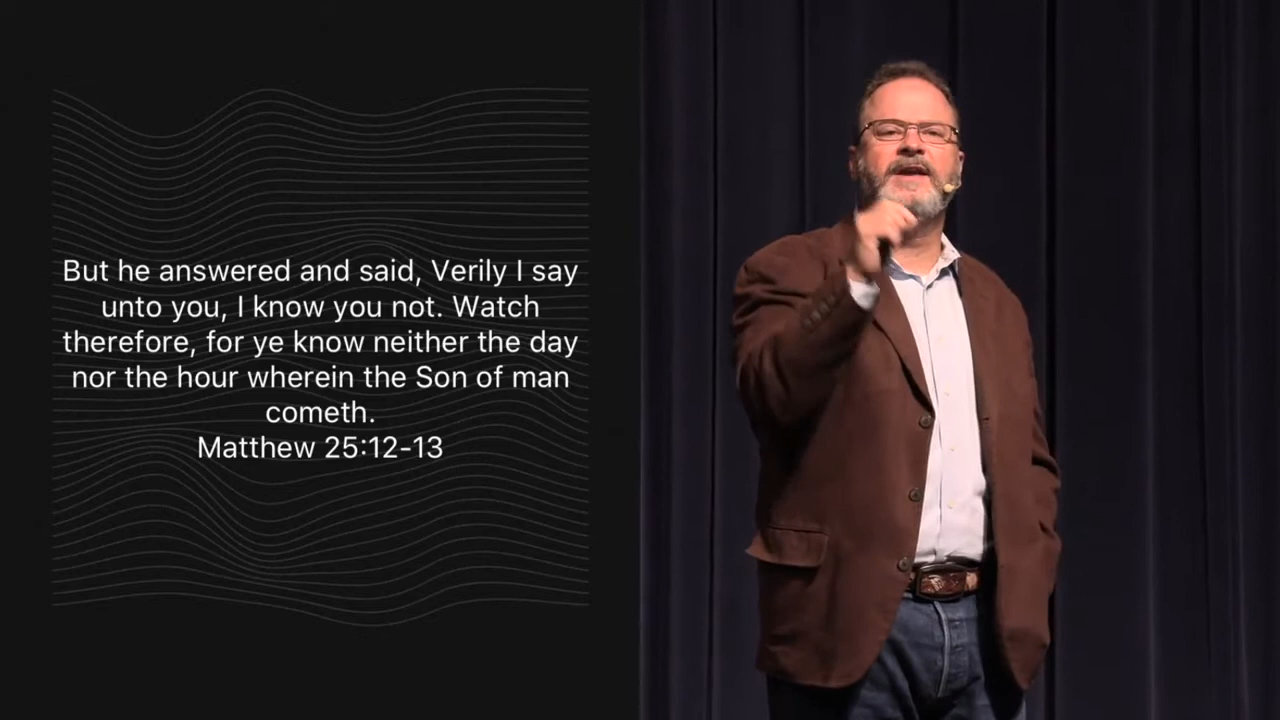 But he answered and said, Verily I say
unto you, I know you not. Watch
therefore, for ye know neither the day
nor the hour wherein the Son of man
cometh.
Matthew 25:12-13